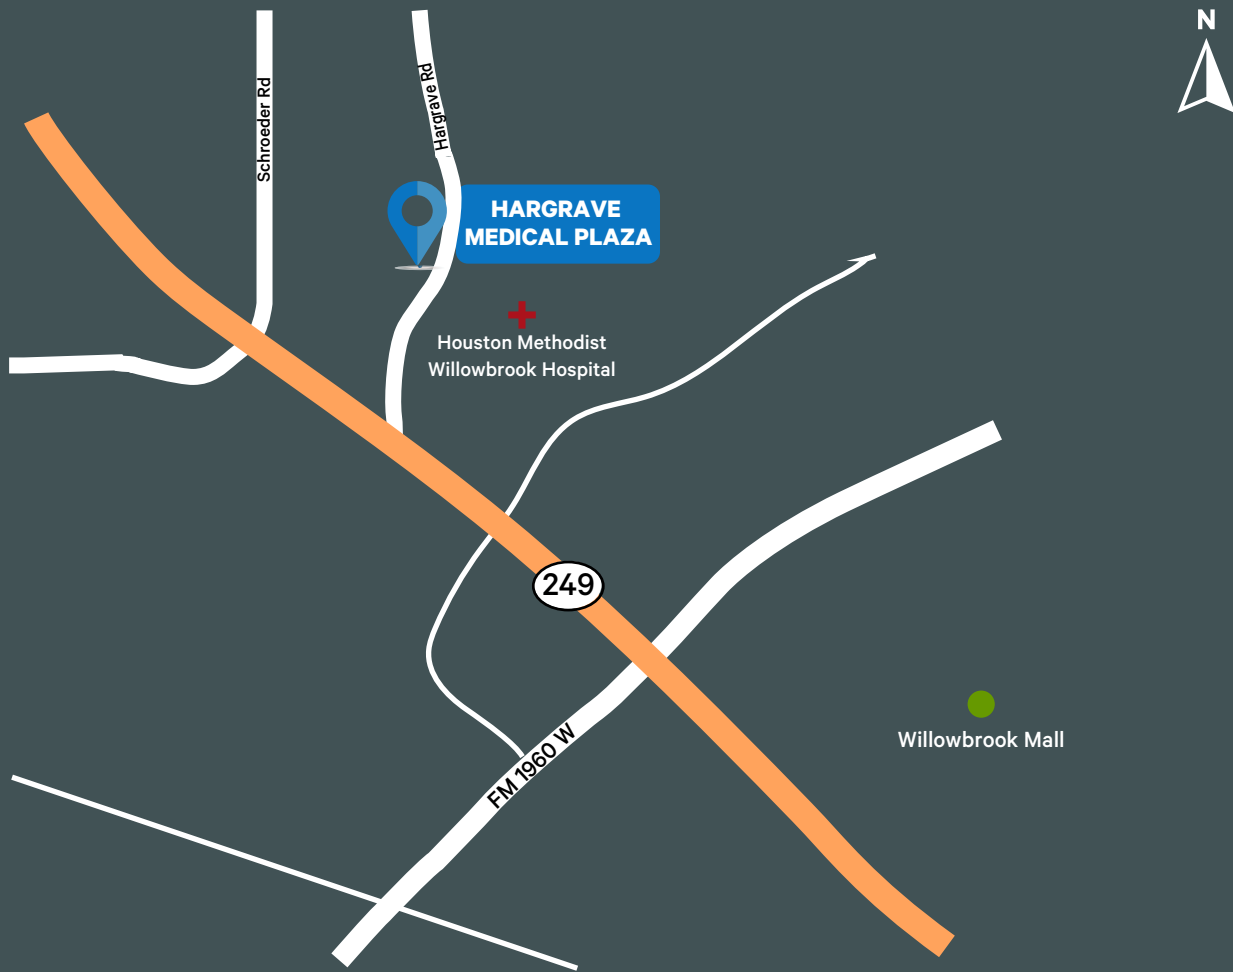 N
Schroeder Rd
Hargrave Rd
HARGRAVE
MEDICAL PLAZA
Houston Methodist
Willowbrook Hospital
249
Willowbrook Mall
FM 1960 W